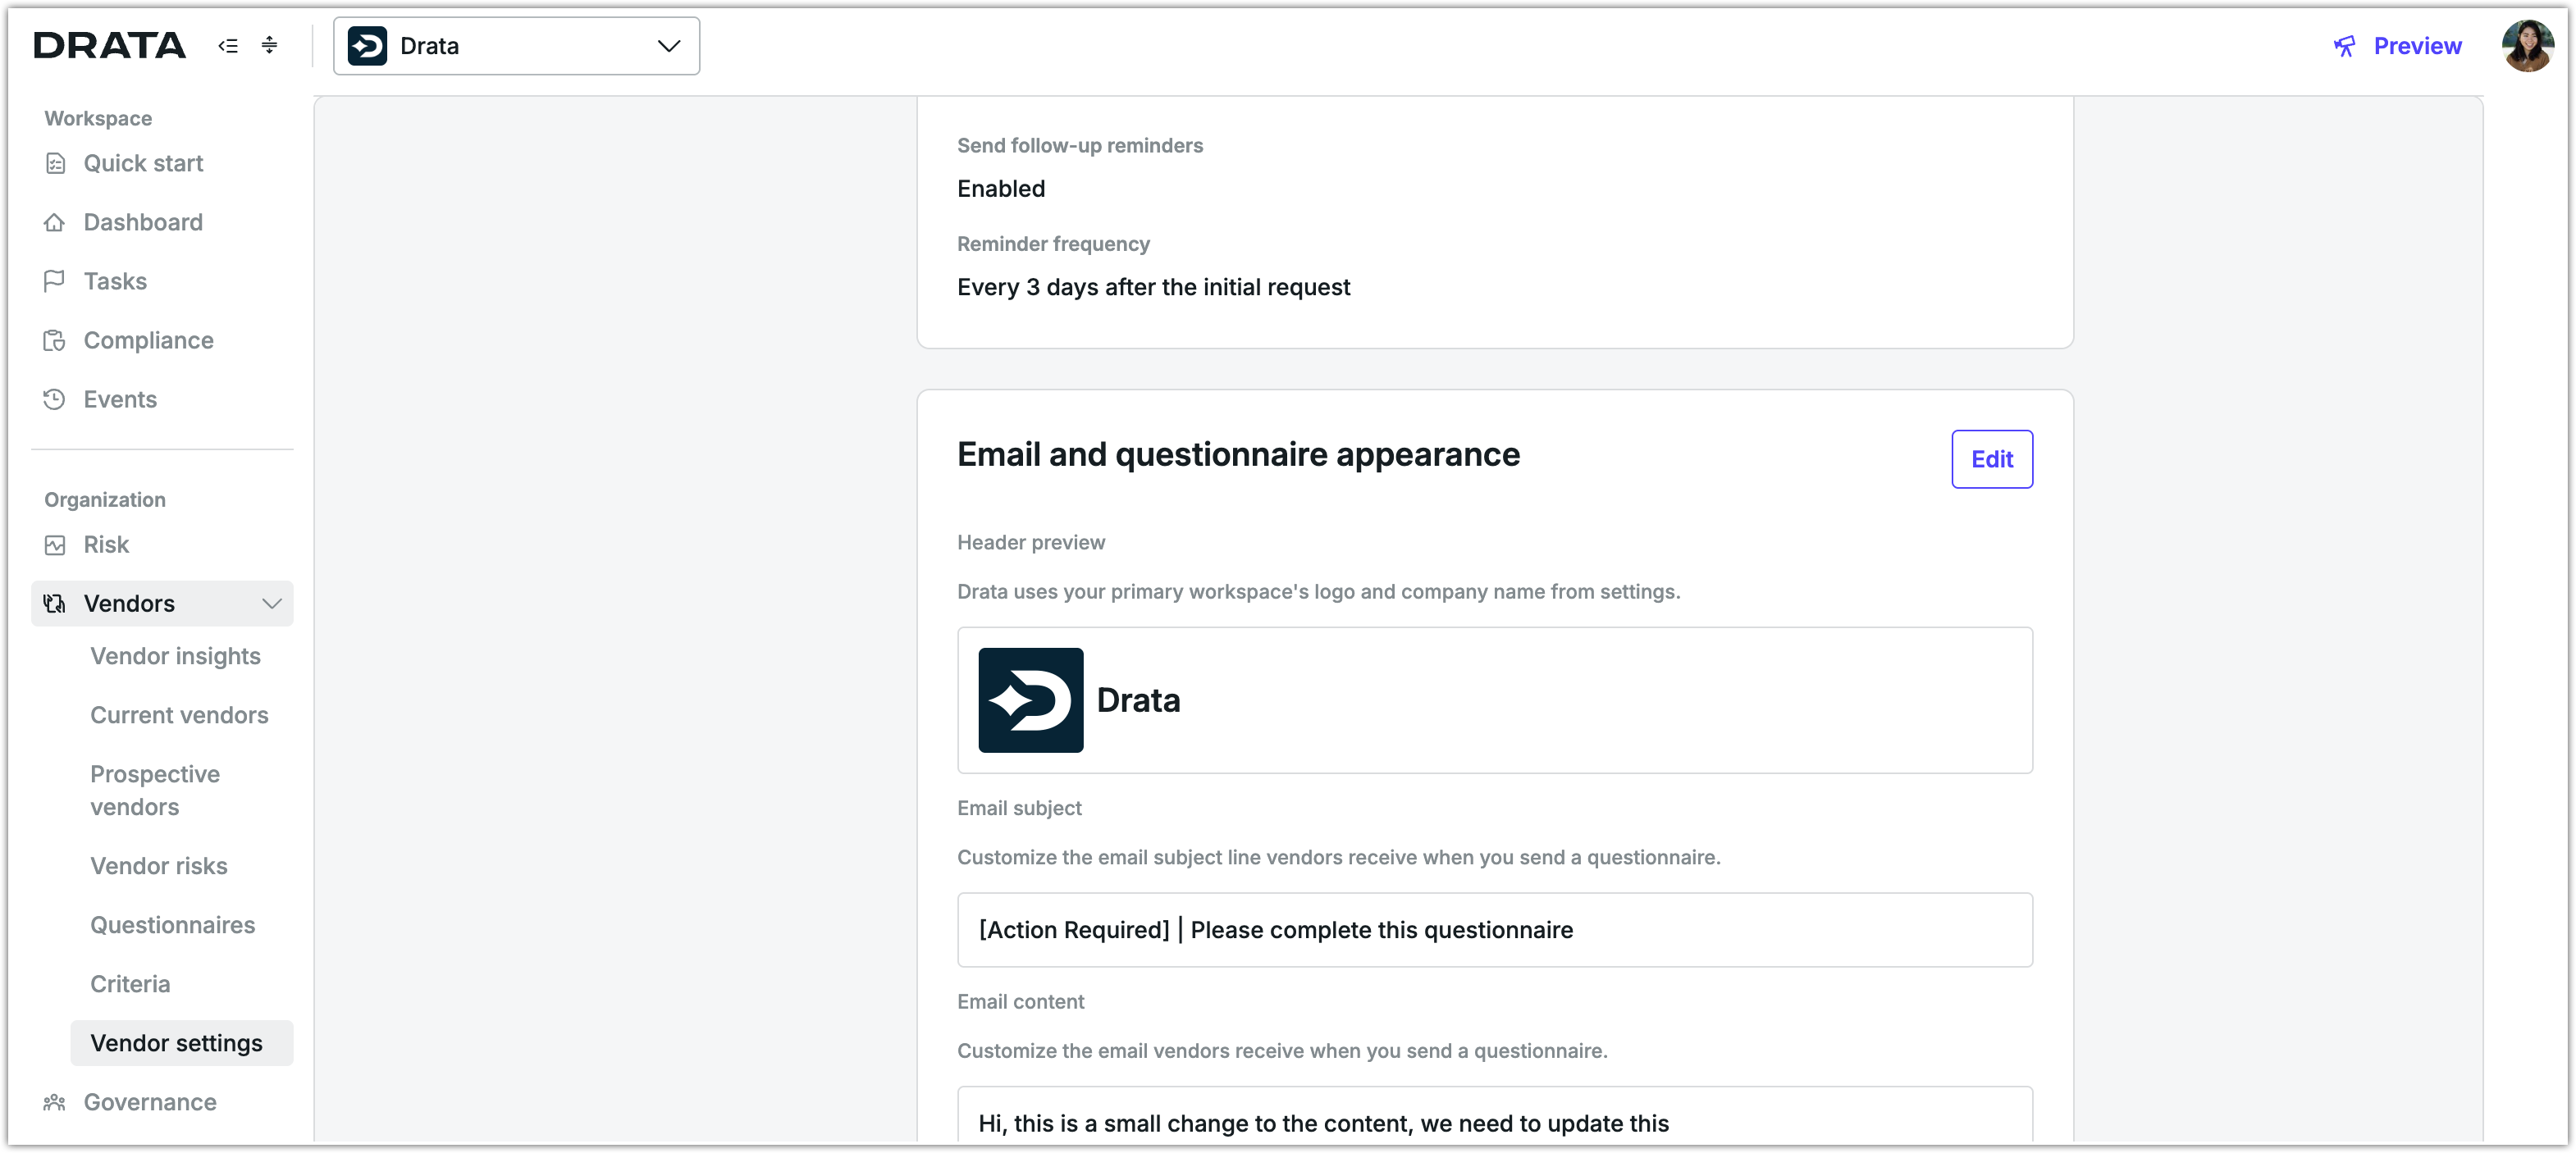 DRATA
Drata
Preview
Workspace
Quick start
Dashboard
Tasks
Compliance
Events
Organization
Risk
Vendors
Vendor insights
Current vendors
Prospective
vendors
Vendor risks
Questionnaires
Criteria
Vendor settings
Governance
Send follow-up reminders
Enabled
Reminder frequency
Every 3 days after the initial request
Email and questionnaire appearance
Edit
Header preview
Drata uses your primary workspace's logo and company name from settings.
Drata
Email subject
Customize the email subject line vendors receive when you send a questionnaire.
[Action Required] | Please complete this questionnaire
Email content
Customize the email vendors receive when you send a questionnaire.
Hi, this is a small change to the content, we need to update this